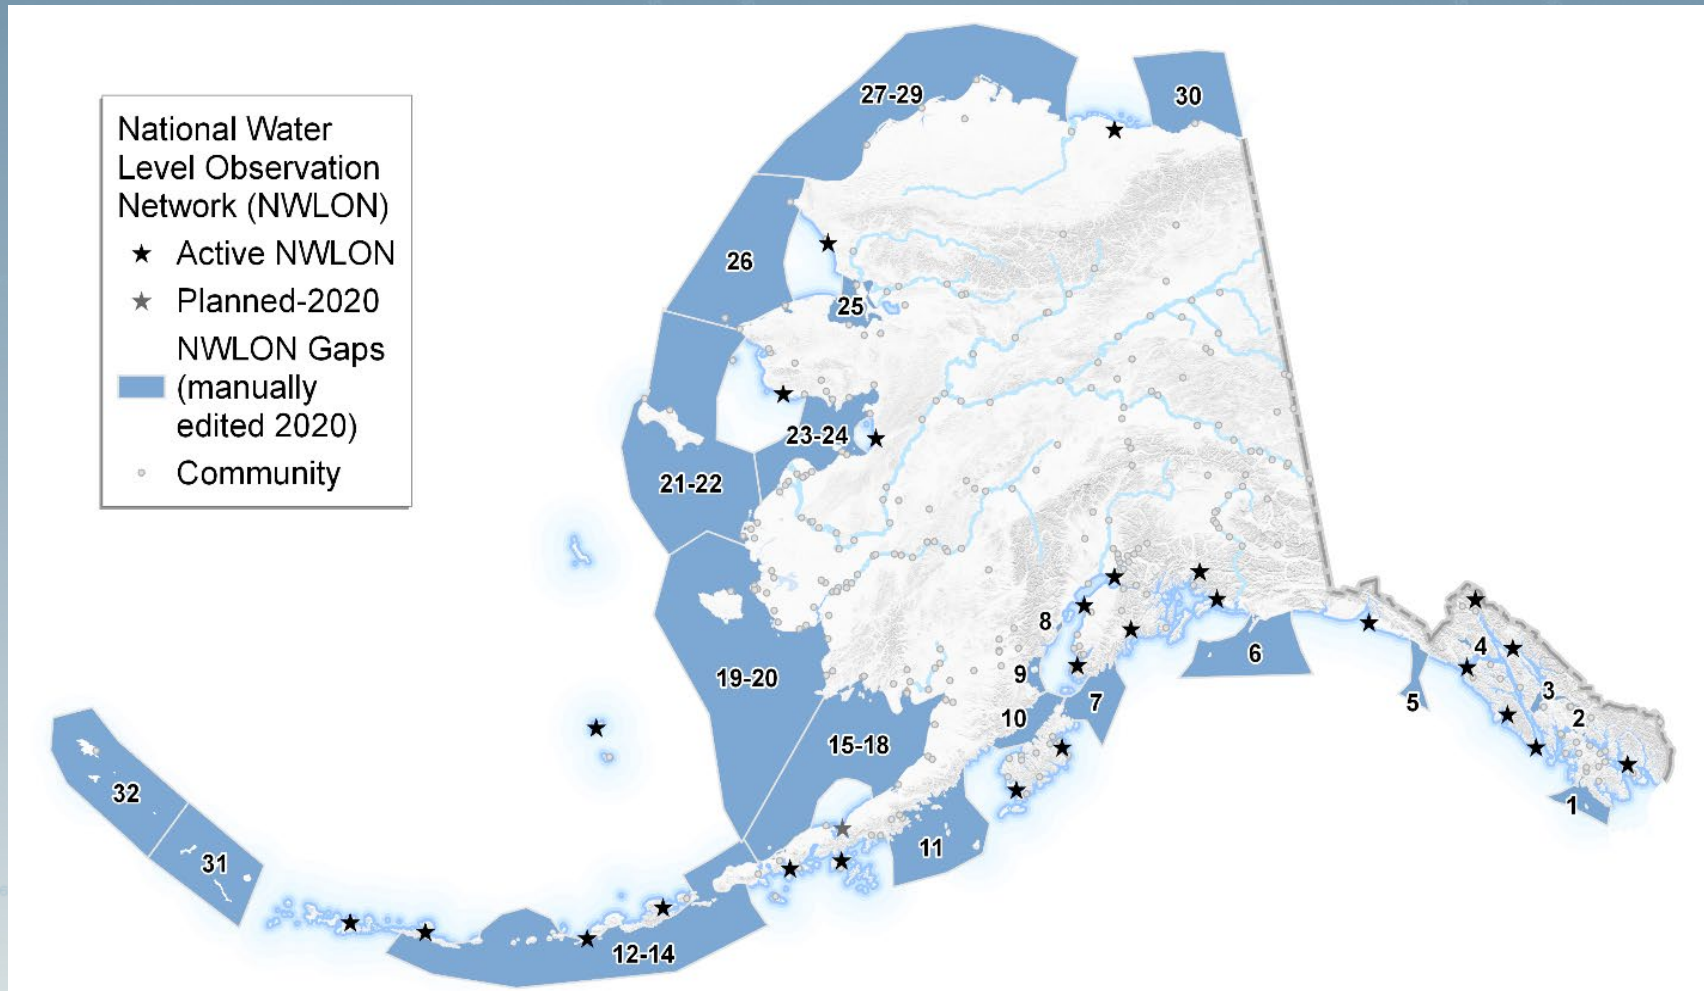 National Water
Level Observation
Network (NWLON)
Active NWLON
Planned-2020
NWLON Gaps
(manually
edited 2020)
Community
27-29
30
26
25
23-24
21-22
19-20
15-18
8
9
10
7
6
5
4
3
2
1
11
12-14
31
32